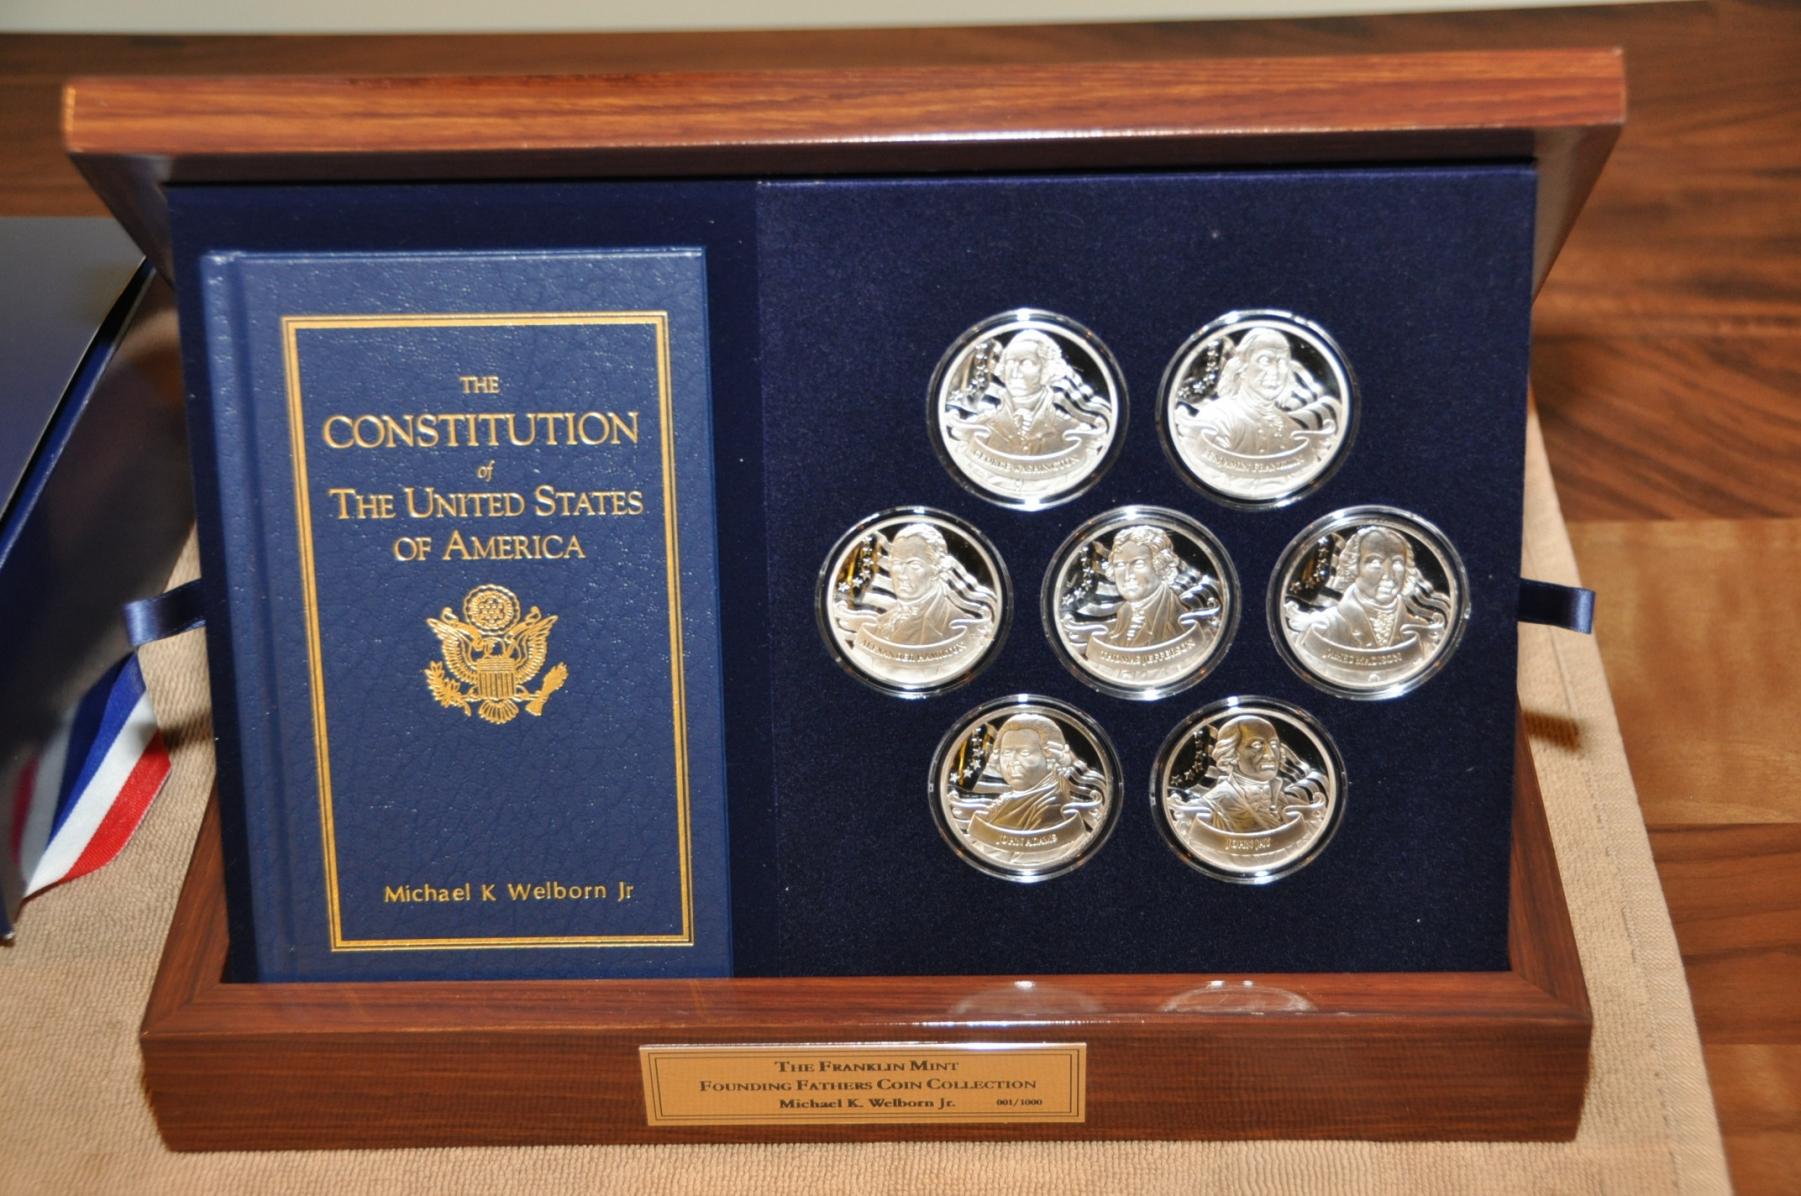 THE
CONSTITUTION
of
THE UNITED STATES
OF AMERICA
Michael K Welborn Jr
GEORGE WASHINGTON
BENJAMIN FRANKLIN
ALEXANDER HAMILTON
THOMAS JEFFERSON
JAMES MADISON
JOHN ADAMS
JOHN JAY
THE FRANKLIN MINT
FOUNDING FATHERS COIN COLLECTION
Michael K. Welborn Jr. 001/1000